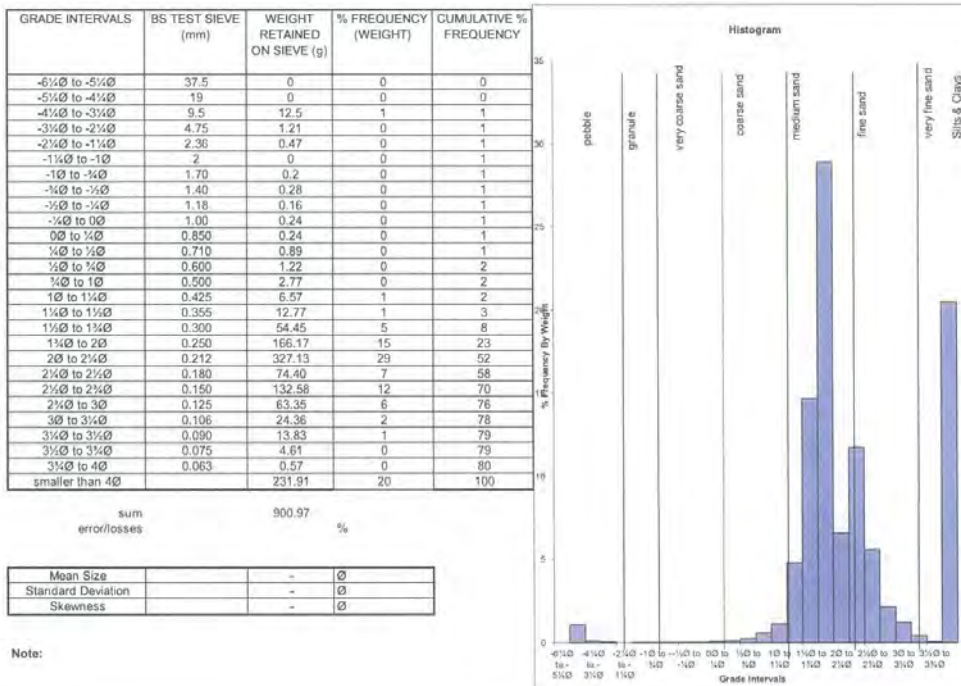 GRADE INTERVALS BS TEST SIEVE (mm) WEIGHT RETAINED ON SIEVE (g) % FREQUENCY (WEIGHT) CUMULATIVE % FREQUENCY
-6¼Ø to -5¼Ø 37.5 0 0 0
-5¼Ø to -4¼Ø 19 0 0 0
-4¼Ø to -3¼Ø 9.5 12.5 1 1
-3¼Ø to -2¼Ø 4.75 1.21 0 1
-2¼Ø to -1¼Ø 2.36 0.47 0 1
-1¼Ø to -1Ø 2 0 0 1
-1Ø to -¾Ø 1.70 0.2 0 1
-¾Ø to -½Ø 1.40 0.28 0 1
-½Ø to -¼Ø 1.18 0.16 0 1
-¼Ø to 0Ø 1.00 0.24 0 1
0Ø to ¼Ø 0.850 0.24 0 1
¼Ø to ½Ø 0.710 0.89 0 1
½Ø to ¾Ø 0.600 1.22 0 2
¾Ø to 1Ø 0.500 2.77 0 2
1Ø to 1¼Ø 0.425 6.57 1 2
1¼Ø to 1½Ø 0.355 12.77 1 3
1½Ø to 1¾Ø 0.300 54.45 5 8
1¾Ø to 2Ø 0.250 166.17 15 23
2Ø to 2¼Ø 0.212 327.13 29 52
2¼Ø to 2½Ø 0.180 74.40 7 58
2½Ø to 2¾Ø 0.150 132.58 12 70
2¾Ø to 3Ø 0.125 63.35 6 76
3Ø to 3¼Ø 0.106 24.36 2 78
3¼Ø to 3½Ø 0.090 13.83 1 79
3½Ø to 3¾Ø 0.075 4.61 0 79
3¾Ø to 4Ø 0.063 0.57 0 80
smaller than 4Ø 231.91 20 100
sum 900.97
error/losses %
Mean Size - Ø
Standard Deviation - Ø
Skewness - Ø
Note:
Histogram
pebble
granule
very coarse sand
coarse sand
medium sand
fine sand
very fine sand
Silts & Clays
% Frequency By Weight
35
30
25
5
0
Grade Intervals